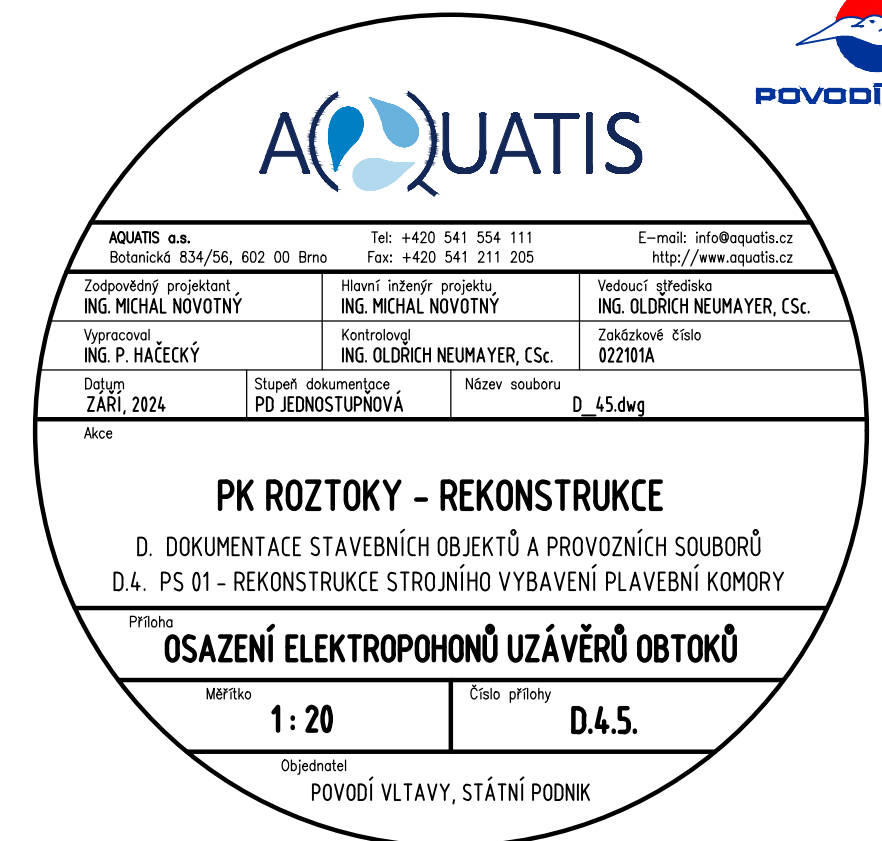 POVODÍ
AQUATIS
AQUATIS a.s. Tel: +420 541 554 111 E-mail: info@aquatis.cz
Botanická 834/56, 602 00 Brno Fax: +420 541 211 205 http://www.aquatis.cz
Zodpovědný projektant Hlavní inženýr projektu Vedoucí střediska
ING. MICHAL NOVOTNÝ ING. MICHAL NOVOTNÝ ING. OLDŘICH NEUMAYER, CSc.
Vypracoval Kontroloval Zakázkové číslo
ING. P. HAČECKÝ ING. OLDŘICH NEUMAYER, CSc. 022101A
Datum Stupeň dokumentace Název souboru
ZÁŘÍ, 2024 PD JEDNOSTUPŇOVÁ D_45.dwg
Akce
PK ROZTOKY - REKONSTRUKCE
D. DOKUMENTACE STAVEBNÍCH OBJEKTŮ A PROVOZNÍCH SOUBORŮ
D.4. PS 01 - REKONSTRUKCE STROJNÍHO VYBAVENÍ PLAVEBNÍ KOMORY
Příloha
OSAZENÍ ELEKTROPOHONŮ UZÁVĚRŮ OBTOKŮ
Měřítko Číslo přílohy
1 : 20 D.4.5.
Objednatel
POVODÍ VLTAVY, STÁTNÍ PODNIK